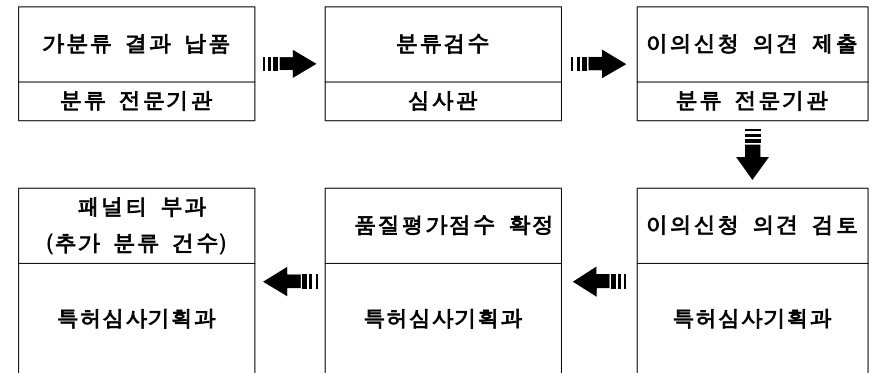 가분류 결과 납품
분류 전문기관
분류검수
심사관
이의신청 의견 제출
분류 전문기관
이의신청 의견 검토
특허심사기획과
품질평가점수 확정
특허심사기획과
패널티 부과
(추가 분류 건수)
특허심사기획과